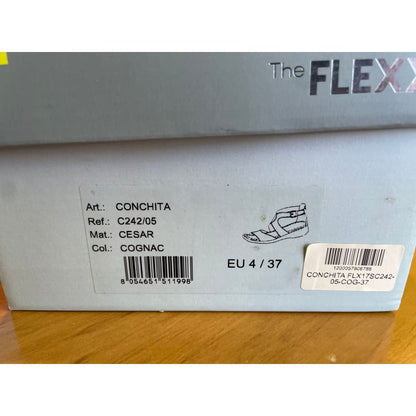 The FLEXX
Art.: CONCHITA
Ref.: C242/05
Mat.: CESAR
Col.: COGNAC
8 054651 511998
EU 4 / 37
1200057808786
CONCHITA FLX17SC242-
05-COG-37